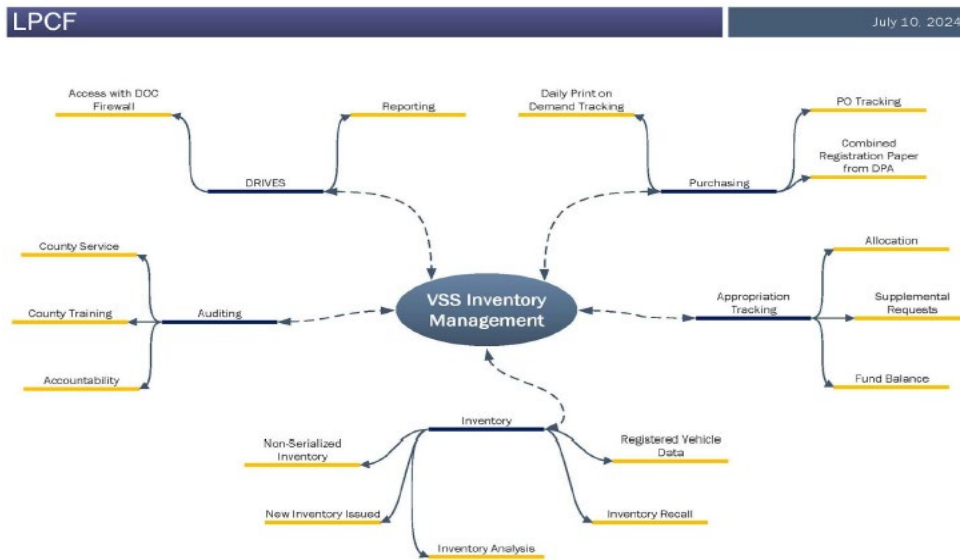 LPCF
July 10, 2024
Access with DOC
Firewall
Reporting
DRIVES
Daily Print on
Demand Tracking
PO Tracking
Combined
Registration Paper
from DPA
Purchasing
County Service
County Training
Accountability
Auditing
VSS Inventory
Management
Appropriation
Tracking
Allocation
Supplemental
Requests
Fund Balance
Inventory
Non-Serialized
Inventory
New Inventory Issued
Inventory Analysis
Registered Vehicle
Data
Inventory Recall